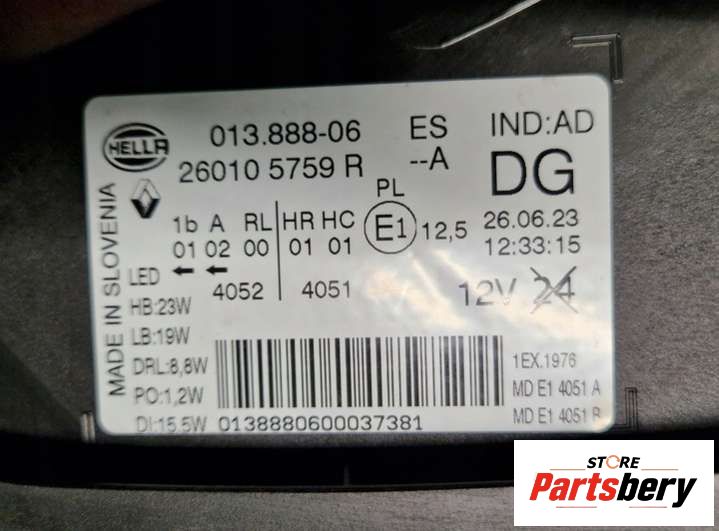 HELLA
013.888-06
ES
IND:AD
260105759 R
--A
DG
MADE IN SLOVENIA
PL
1b A RL HR HC
E1
12,5
26.06.23
01 02 00 01 01
12:33:15
LED
4052
4051
12V 24
HB:23W
LB:19W
DRL:8,8W
PO:1,2W
DI:15.5W
0138880600037381
1EX.1976
MD E1 4051 A
MD E1 4051 B
STORE
Partsbery